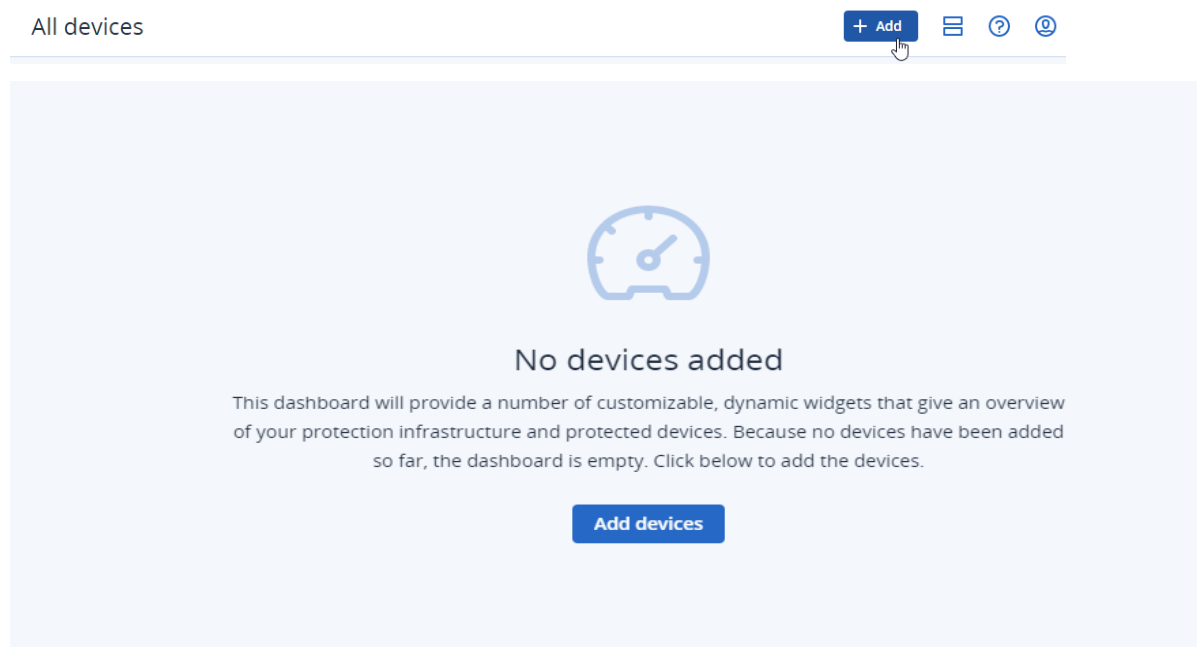 All devices
+ Add
No devices added
This dashboard will provide a number of customizable, dynamic widgets that give an overview
of your protection infrastructure and protected devices. Because no devices have been added
so far, the dashboard is empty. Click below to add the devices.
Add devices